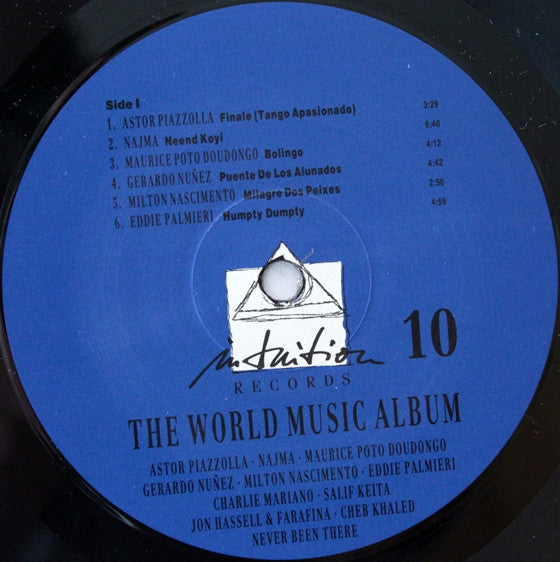 Side I
1. ASTOR PIAZZOLLA Finale (Tango Apasionado) 3:29
2. NAJMA Neend Koyi 6:40
3. MAURICE POTO DOUDONGO Bolingo 4:12
4. GERARDO NUÑEZ Puente De Los Alunados 4:42
5. MILTON NASCIMENTO Milagre Dos Peixes 2:50
6. EDDIE PALMIERI Humpty Dumpty 4:59
intuition 10
RECORDS
THE WORLD MUSIC ALBUM
ASTOR PIAZZOLLA · NAJMA · MAURICE POTO DOUDONGO
GERARDO NUÑEZ · MILTON NASCIMENTO · EDDIE PALMIERI
CHARLIE MARIANO · SALIF KEITA
JON HASSELL & FARAFINA · CHEB KHALED
NEVER BEEN THERE